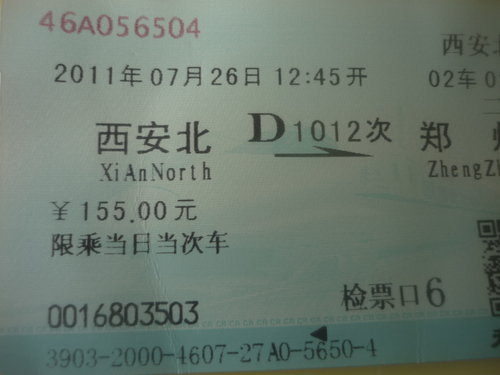 46A056504
西安北
2011年07月26日 12:45开
02车0
西安北 D1012次 郑
XiAnNorth ZhengZ
￥155.00元
限乘当日当次车
0016803503
检票口6
3903-2000-4607-27A0-5650-4